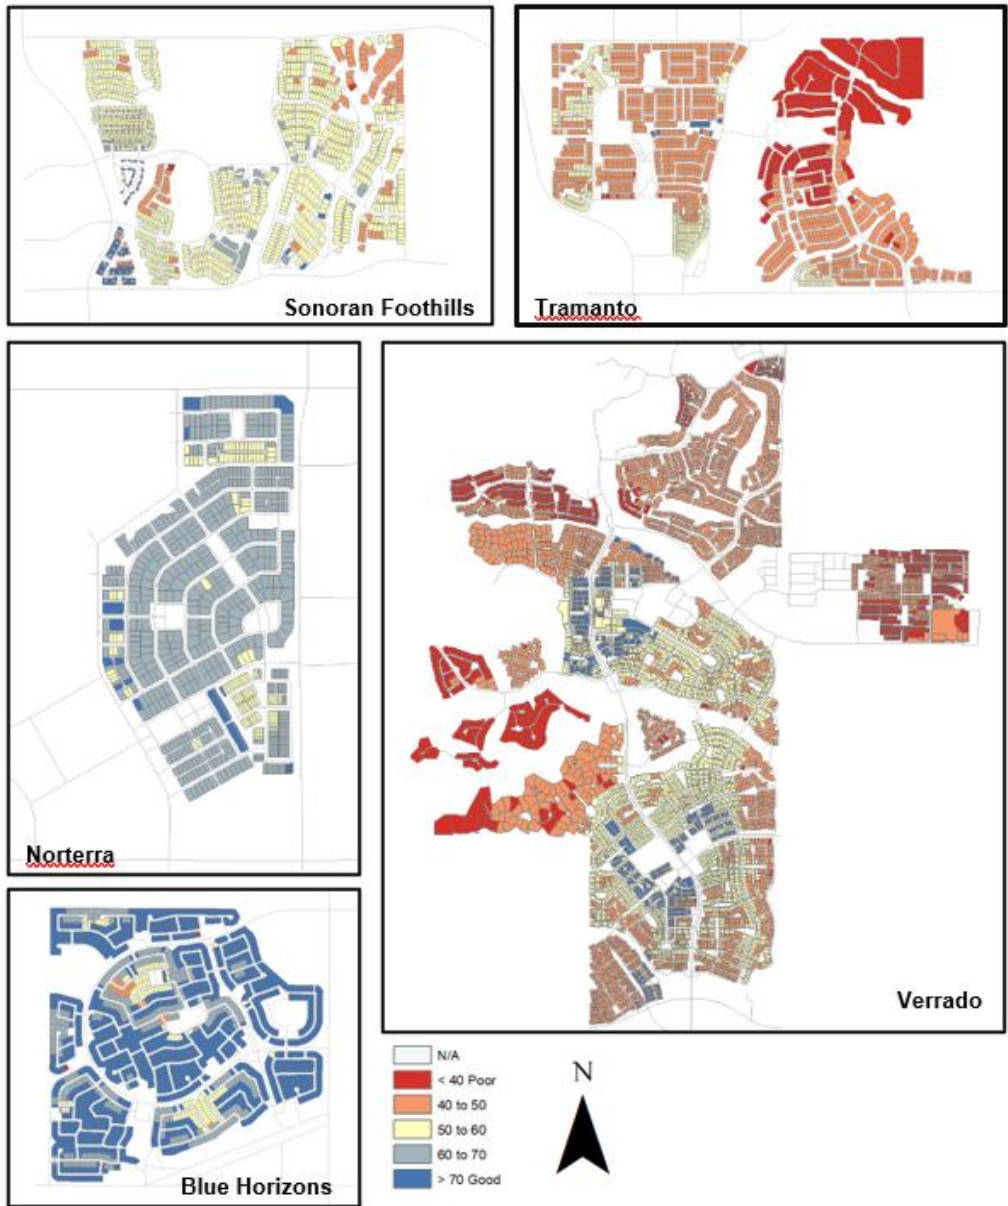 Sonoran Foothills
Tramanto
Norterra
Verrado
Blue Horizons
N/A
< 40 Poor
40 to 50
50 to 60
60 to 70
> 70 Good
N